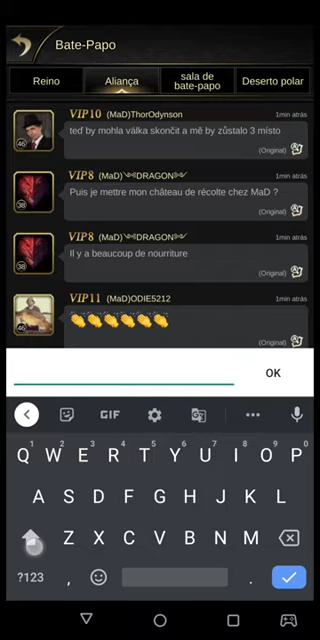 Bate-Papo
Reino
Aliança
sala de
bate-papo
Deserto polar
VIP10 (MaD)ThorOdynson 1min atrás
46
teď by mohla válka skončit a mě by zůstalo 3 místo
(Original)
VIP8 (MaD)༺DRAGON༻ 1min atrás
38
Puis je mettre mon château de récolte chez MaD ?
(Original)
VIP8 (MaD)༺DRAGON༻ 1min atrás
38
Il y a beaucoup de nourriture
(Original)
VIP11 (MaD)ODIE5212 1min atrás
46
👏👏👏👏👏👏
(Original)
OK
GIF
1 2 3 4 5 6 7 8 9 0
Q W E R T Y U I O P
A S D F G H J K L
Z X C V B N M
?123 , .